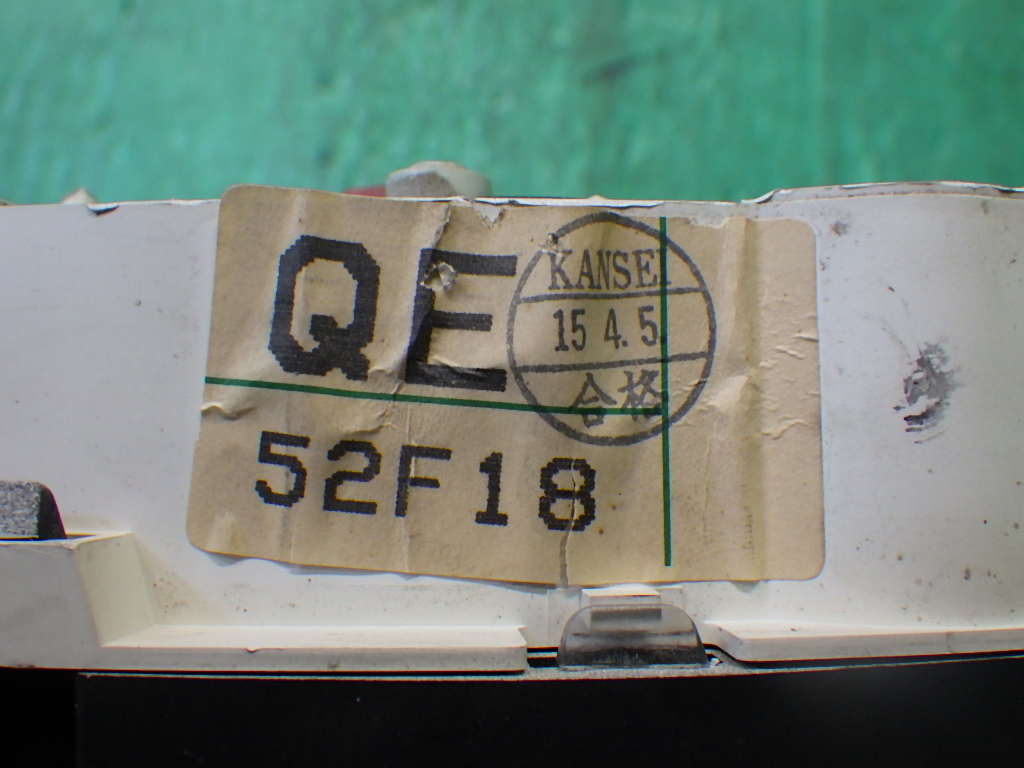 QE
KANSEI
15 4. 5.
合格
52F18